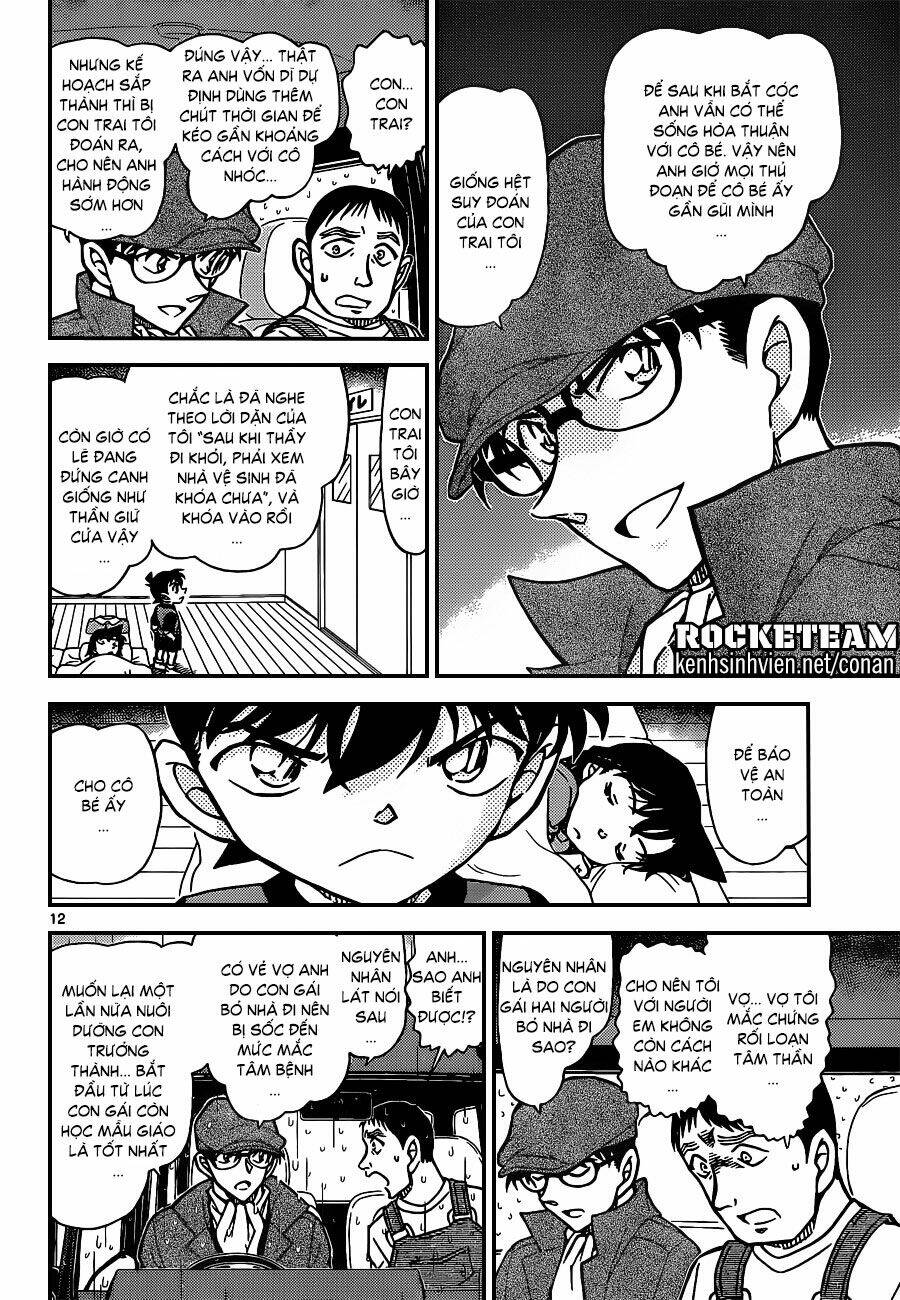 ĐỂ SAU KHI BẮT CÓC
ANH VẪN CÓ THỂ
SỐNG HÒA THUẬN
VỚI CÔ BÉ. VẬY NÊN
ANH GIỞ MỌI THỦ
ĐOẠN ĐỂ CÔ BÉ ẤY
GẦN GŨI MÌNH
...
GIỐNG HỆT
SUY ĐOÁN
CỦA CON
TRAI TÔI
...
CON...
CON
TRAI?
ĐÚNG VẬY... THẬT
RA ANH VỐN DĨ DỰ
ĐỊNH DÙNG THÊM
CHÚT THỜI GIAN ĐỂ
KÉO GẦN KHOẢNG
CÁCH VỚI CÔ
NHÓC...
NHƯNG KẾ
HOẠCH SẮP
THÀNH THÌ BỊ
CON TRAI TÔI
ĐOÁN RA,
CHO NÊN ANH
HÀNH ĐỘNG
SỚM HƠN
...
CON
TRAI TÔI
BÂY
GIỜ
...
CHẮC LÀ ĐÃ NGHE
THEO LỜI DẶN CỦA
TÔI “SAU KHI THẦY
ĐI KHỎI, PHẢI XEM
NHÀ VỆ SINH ĐÃ
KHÓA CHƯA”, VÀ
KHÓA VÀO RỒI
...
CÒN GIỜ CÓ
LẼ ĐANG
ĐỨNG CANH
GIỐNG NHƯ
THẦN GIỮ
CỬA VẬY
...
ROCKETEAM
kenhsinhvien.net/conan
ĐỂ BẢO
VỆ AN
TOÀN
...
CHO CÔ
BÉ ẤY
...
12
VỢ... VỢ TÔI
MẮC CHỨNG
RỐI LOẠN
TÂM THẦN
...
CHO NÊN TÔI
VỚI NGƯỜI
EM KHÔNG
CÒN CÁCH
NÀO KHÁC
...
NGUYÊN NHÂN
LÀ DO CON
GÁI HAI NGƯỜI
BỎ NHÀ ĐI
SAO?
ANH...
SAO ANH
BIẾT
ĐƯỢC!?
NGUYÊN
NHÂN
LÁT NÓI
SAU
...
CÓ VẺ VỢ ANH
DO CON GÁI
BỎ NHÀ ĐI NÊN
BỊ SỐC ĐẾN
MỨC MẮC
TÂM BỆNH
...
MUỐN LẠI MỘT
LẦN NỮA NUÔI
DƯỠNG CON
TRƯỞNG
THÀNH... BẮT
ĐẦU TỪ LÚC
CON GÁI CÒN
HỌC MẪU GIÁO
LÀ TỐT NHẤT
...